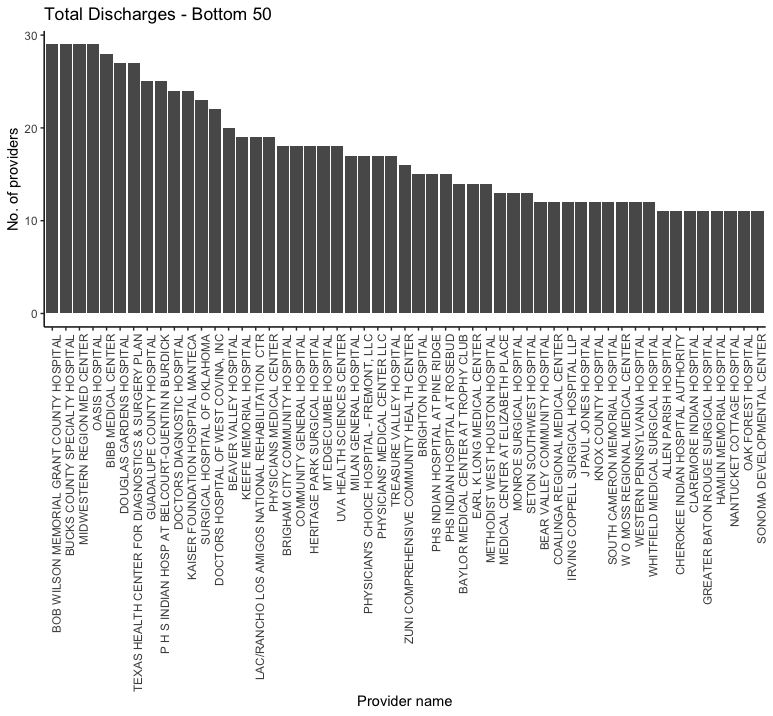 Total Discharges - Bottom 50
No. of providers
30
20
10
0
BOB WILSON MEMORIAL GRANT COUNTY HOSPITAL
BUCKS COUNTY SPECIALTY HOSPITAL
MIDWESTERN REGION MED CENTER
OASIS HOSPITAL
BIBB MEDICAL CENTER
DOUGLAS GARDENS HOSPITAL
TEXAS HEALTH CENTER FOR DIAGNOSTICS & SURGERY PLAN
GUADALUPE COUNTY HOSPITAL
P H S INDIAN HOSP AT BELCOURT-QUENTIN N BURDICK
DOCTORS DIAGNOSTIC HOSPITAL
KAISER FOUNDATION HOSPITAL MANTECA
SURGICAL HOSPITAL OF OKLAHOMA
DOCTORS HOSPITAL OF WEST COVINA, INC
BEAVER VALLEY HOSPITAL
KEEFE MEMORIAL HOSPITAL
LAC/RANCHO LOS AMIGOS NATIONAL REHABILITATION CTR
PHYSICIANS MEDICAL CENTER
BRIGHAM CITY COMMUNITY HOSPITAL
COMMUNITY GENERAL HOSPITAL
HERITAGE PARK SURGICAL HOSPITAL
MT EDGECUMBE HOSPITAL
UVA HEALTH SCIENCES CENTER
MILAN GENERAL HOSPITAL
PHYSICIAN'S CHOICE HOSPITAL - FREMONT, LLC
PHYSICIANS' MEDICAL CENTER LLC
TREASURE VALLEY HOSPITAL
ZUNI COMPREHENSIVE COMMUNITY HEALTH CENTER
BRIGHTON HOSPITAL
PHS INDIAN HOSPITAL AT PINE RIDGE
PHS INDIAN HOSPITAL AT ROSEBUD
BAYLOR MEDICAL CENTER AT TROPHY CLUB
EARL K LONG MEDICAL CENTER
METHODIST WEST HOUSTON HOSPITAL
MEDICAL CENTER AT ELIZABETH PLACE
MONROE SURGICAL HOSPITAL
SETON SOUTHWEST HOSPITAL
BEAR VALLEY COMMUNITY HOSPITAL
COALINGA REGIONAL MEDICAL CENTER
IRVING COPPELL SURGICAL HOSPITAL LLP
J PAUL JONES HOSPITAL
KNOX COUNTY HOSPITAL
SOUTH CAMERON MEMORIAL HOSPITAL
W O MOSS REGIONAL MEDICAL CENTER
WESTERN PENNSYLVANIA HOSPITAL
WHITFIELD MEDICAL SURGICAL HOSPITAL
ALLEN PARISH HOSPITAL
CHEROKEE INDIAN HOSPITAL AUTHORITY
CLAREMORE INDIAN HOSPITAL
GREATER BATON ROUGE SURGICAL HOSPITAL
HAMLIN MEMORIAL HOSPITAL
NANTUCKET COTTAGE HOSPITAL
OAK FOREST HOSPITAL
SONOMA DEVELOPMENTAL CENTER
Provider name